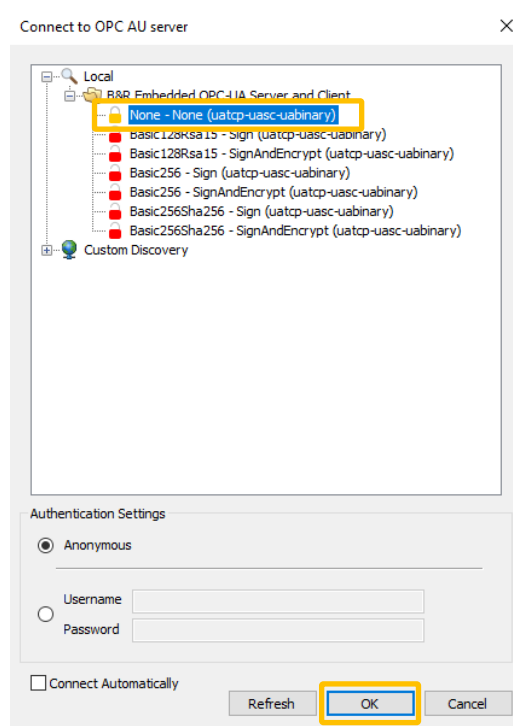 Connect to OPC AU server
Local
B&R Embedded OPC-UA Server and Client
None - None (uatcp-uasc-uabinary)
Basic128Rsa15 - Sign (uatcp-uasc-uabinary)
Basic128Rsa15 - SignAndEncrypt (uatcp-uasc-uabinary)
Basic256 - Sign (uatcp-uasc-uabinary)
Basic256 - SignAndEncrypt (uatcp-uasc-uabinary)
Basic256Sha256 - Sign (uatcp-uasc-uabinary)
Basic256Sha256 - SignAndEncrypt (uatcp-uasc-uabinary)
Custom Discovery
Authentication Settings
Anonymous
Username
Password
Connect Automatically
Refresh OK Cancel